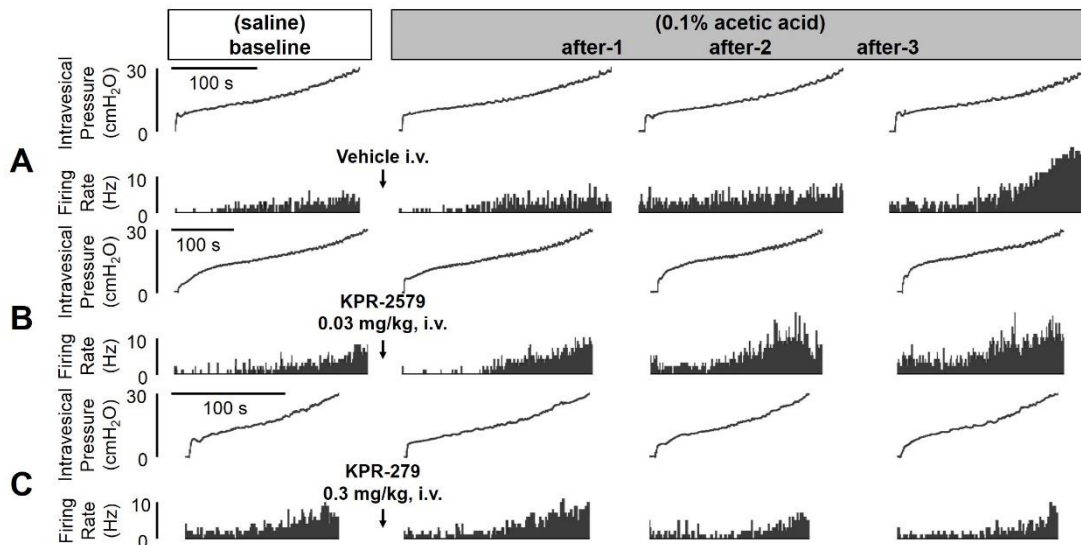 (saline)
baseline
(0.1% acetic acid)
after-1 after-2 after-3
A
Intravesical
Pressure
(cmH2O)
30
0
100 s
Vehicle i.v.
Firing
Rate
(Hz)
10
0
B
Intravesical
Pressure
(cmH2O)
30
0
100 s
KPR-2579
0.03 mg/kg, i.v.
Firing
Rate
(Hz)
10
0
C
Intravesical
Pressure
(cmH2O)
30
0
100 s
KPR-279
0.3 mg/kg, i.v.
Firing
Rate
(Hz)
10
0